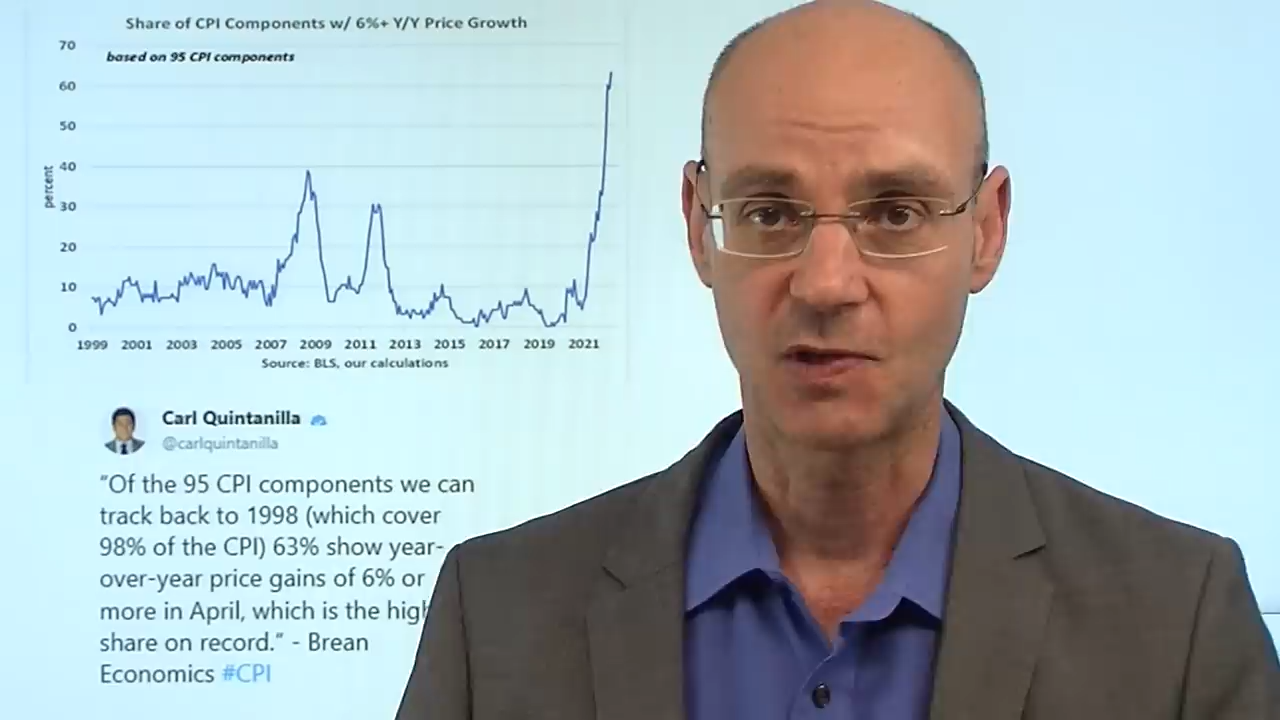 Share of CPI Components w/ 6%+ Y/Y Price Growth
70
based on 95 CPI components
60
50
40
percent
30
20
10
0
1999 2001 2003 2005 2007 2009 2011 2013 2015 2017 2019 2021
Source: BLS, our calculations
Carl Quintanilla
@carlquintanilla
“Of the 95 CPI components we can
track back to 1998 (which cover
98% of the CPI) 63% show year-
over-year price gains of 6% or
more in April, which is the
share on record.” - Brean
Economics #CPI